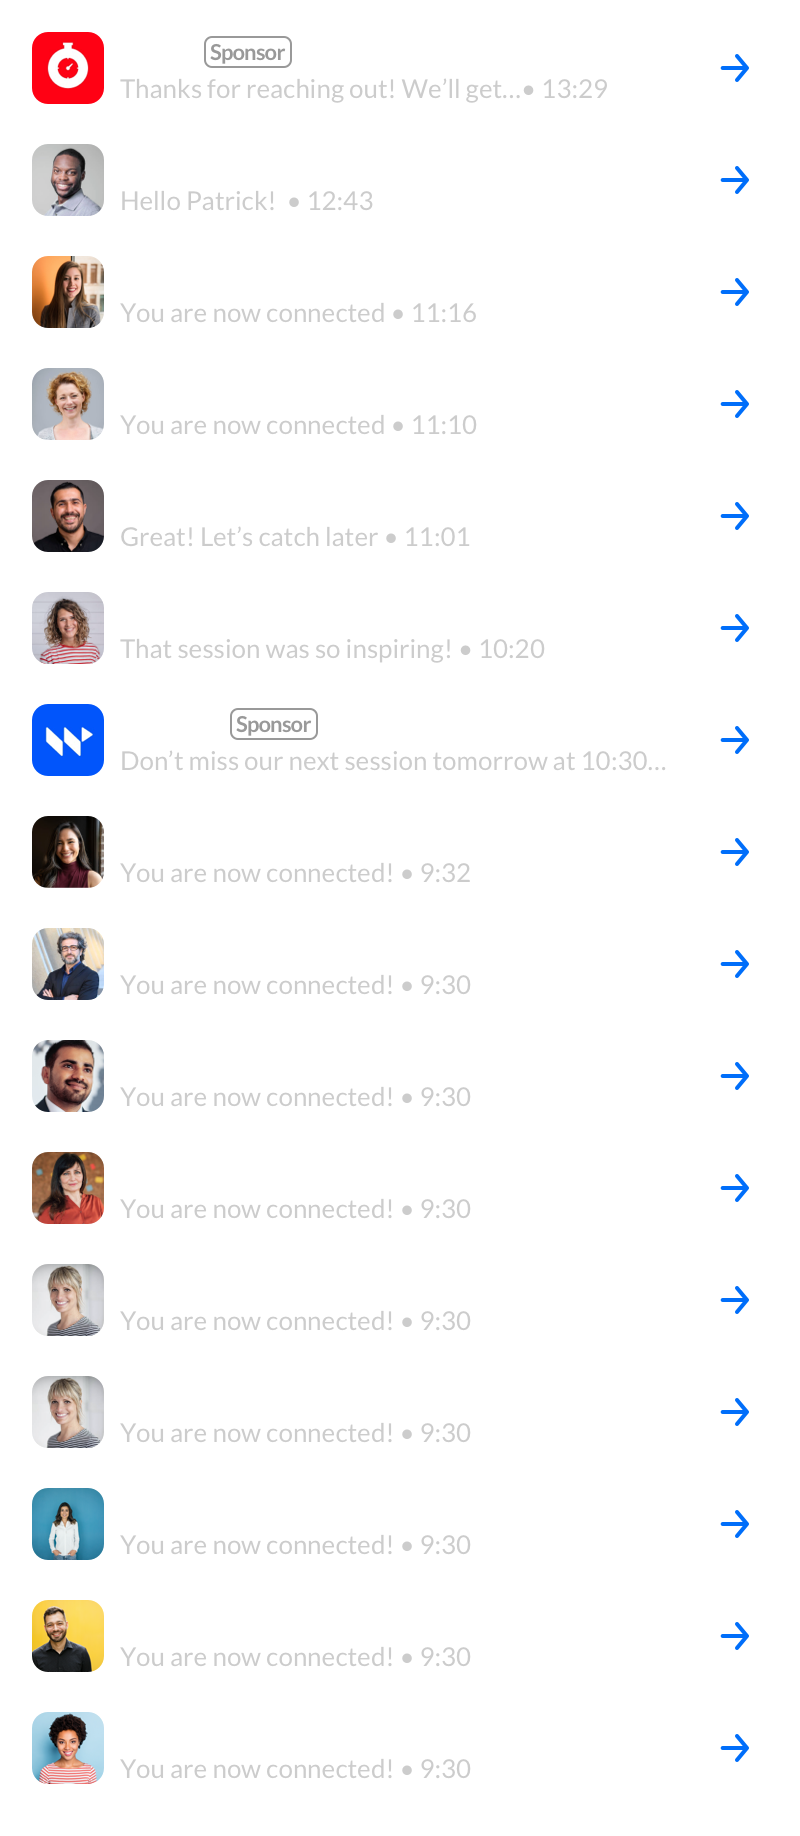 Sponsor
Thanks for reaching out! We’ll get...• 13:29
Hello Patrick! • 12:43
You are now connected • 11:16
You are now connected • 11:10
Great! Let’s catch later • 11:01
That session was so inspiring! • 10:20
Sponsor
Don’t miss our next session tomorrow at 10:30...
You are now connected! • 9:32
You are now connected! • 9:30
You are now connected! • 9:30
You are now connected! • 9:30
You are now connected! • 9:30
You are now connected! • 9:30
You are now connected! • 9:30
You are now connected! • 9:30
You are now connected! • 9:30